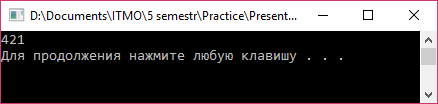 D:\Documents\ITMO\5 semestr\Practice\Present...
421
Для продолжения нажмите любую клавишу . . .